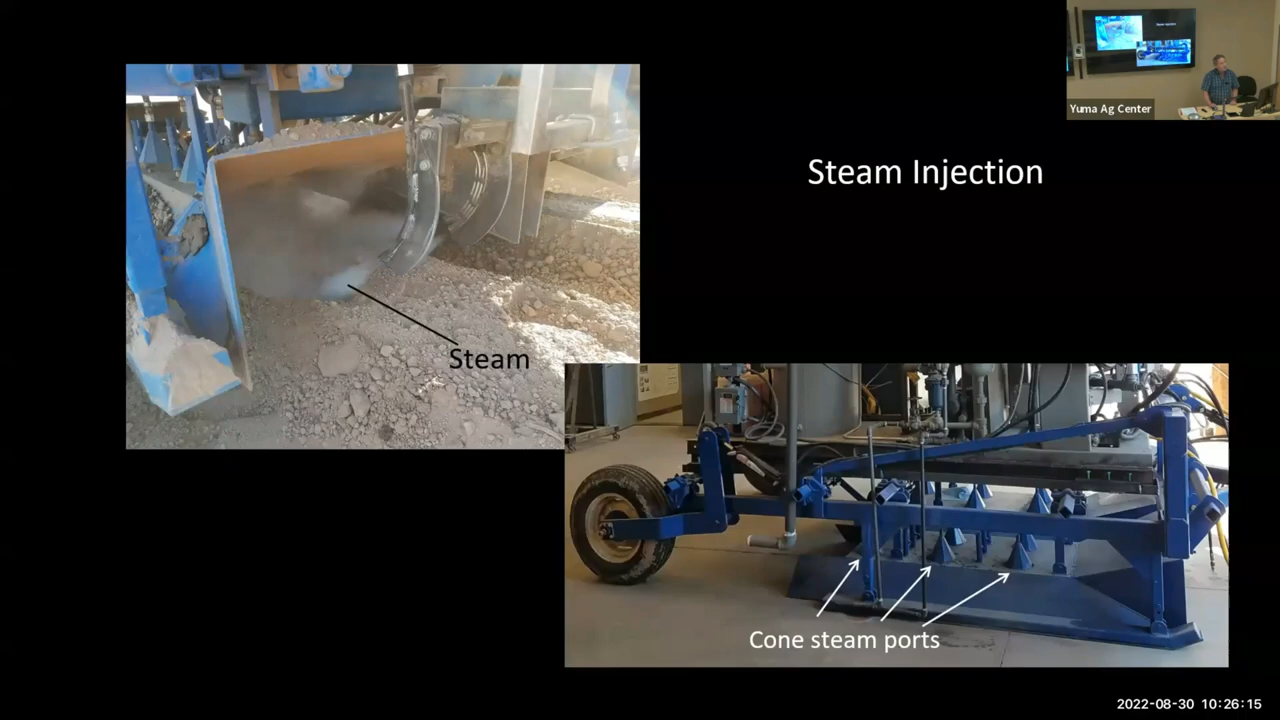 Yuma Ag Center
Steam Injection
Steam
Cone steam ports
2022-08-30 10:26:15